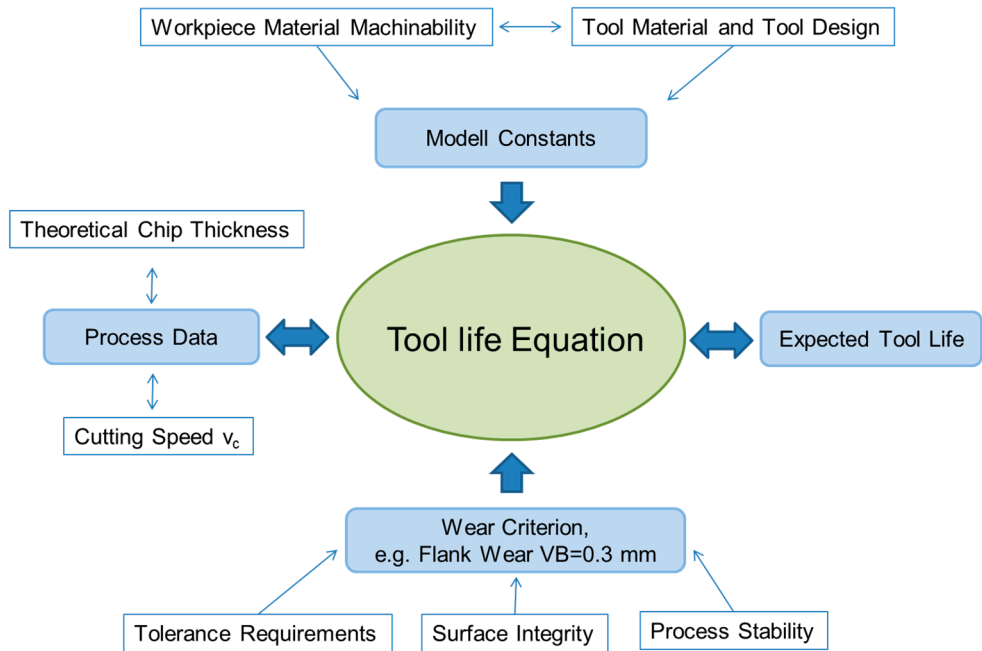 Workpiece Material Machinability
Tool Material and Tool Design
Modell Constants
Theoretical Chip Thickness
Process Data
Tool life Equation
Expected Tool Life
Cutting Speed vc
Wear Criterion,
e.g. Flank Wear VB=0.3 mm
Tolerance Requirements
Surface Integrity
Process Stability